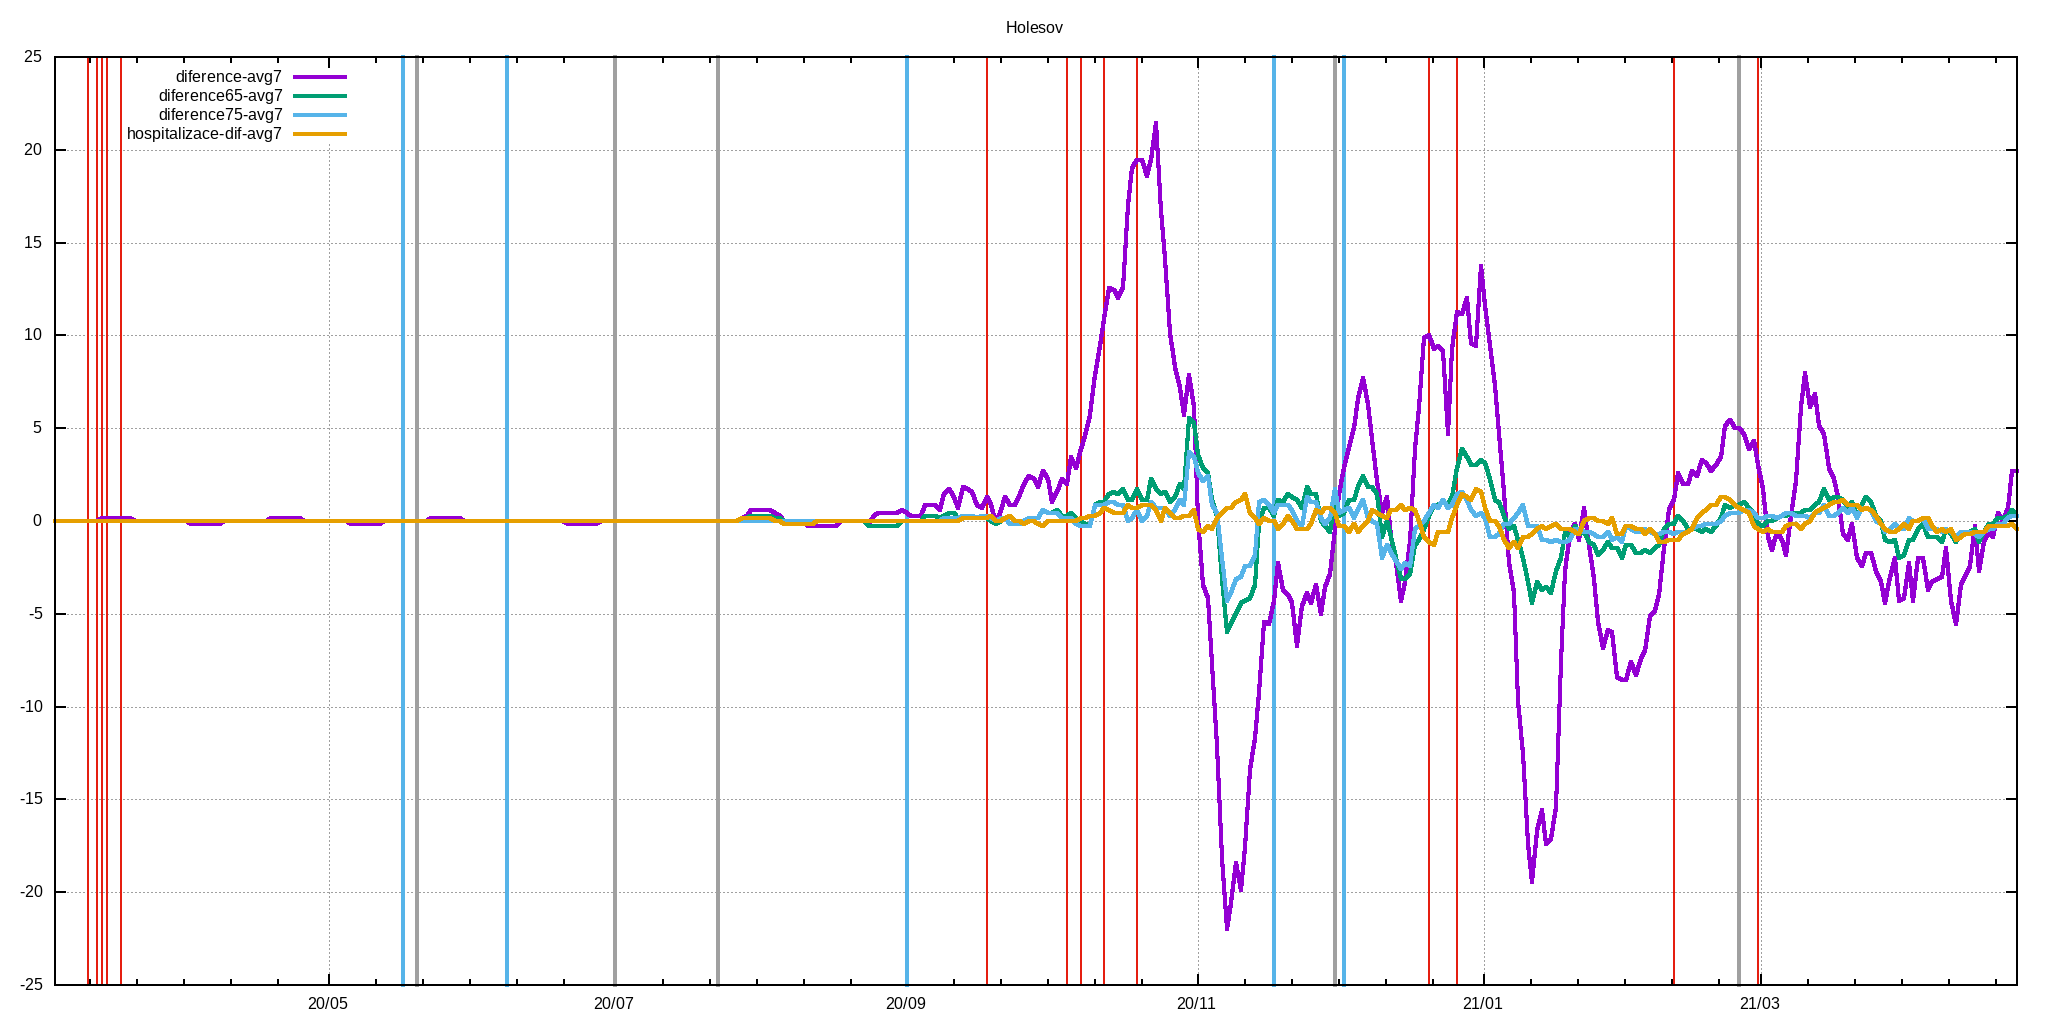 Holesov
diference-avg7
diference65-avg7
diference75-avg7
hospitalizace-dif-avg7
25
20
15
10
5
0
-5
-10
-15
-20
-25
20/05 20/07 20/09 20/11 21/01 21/03